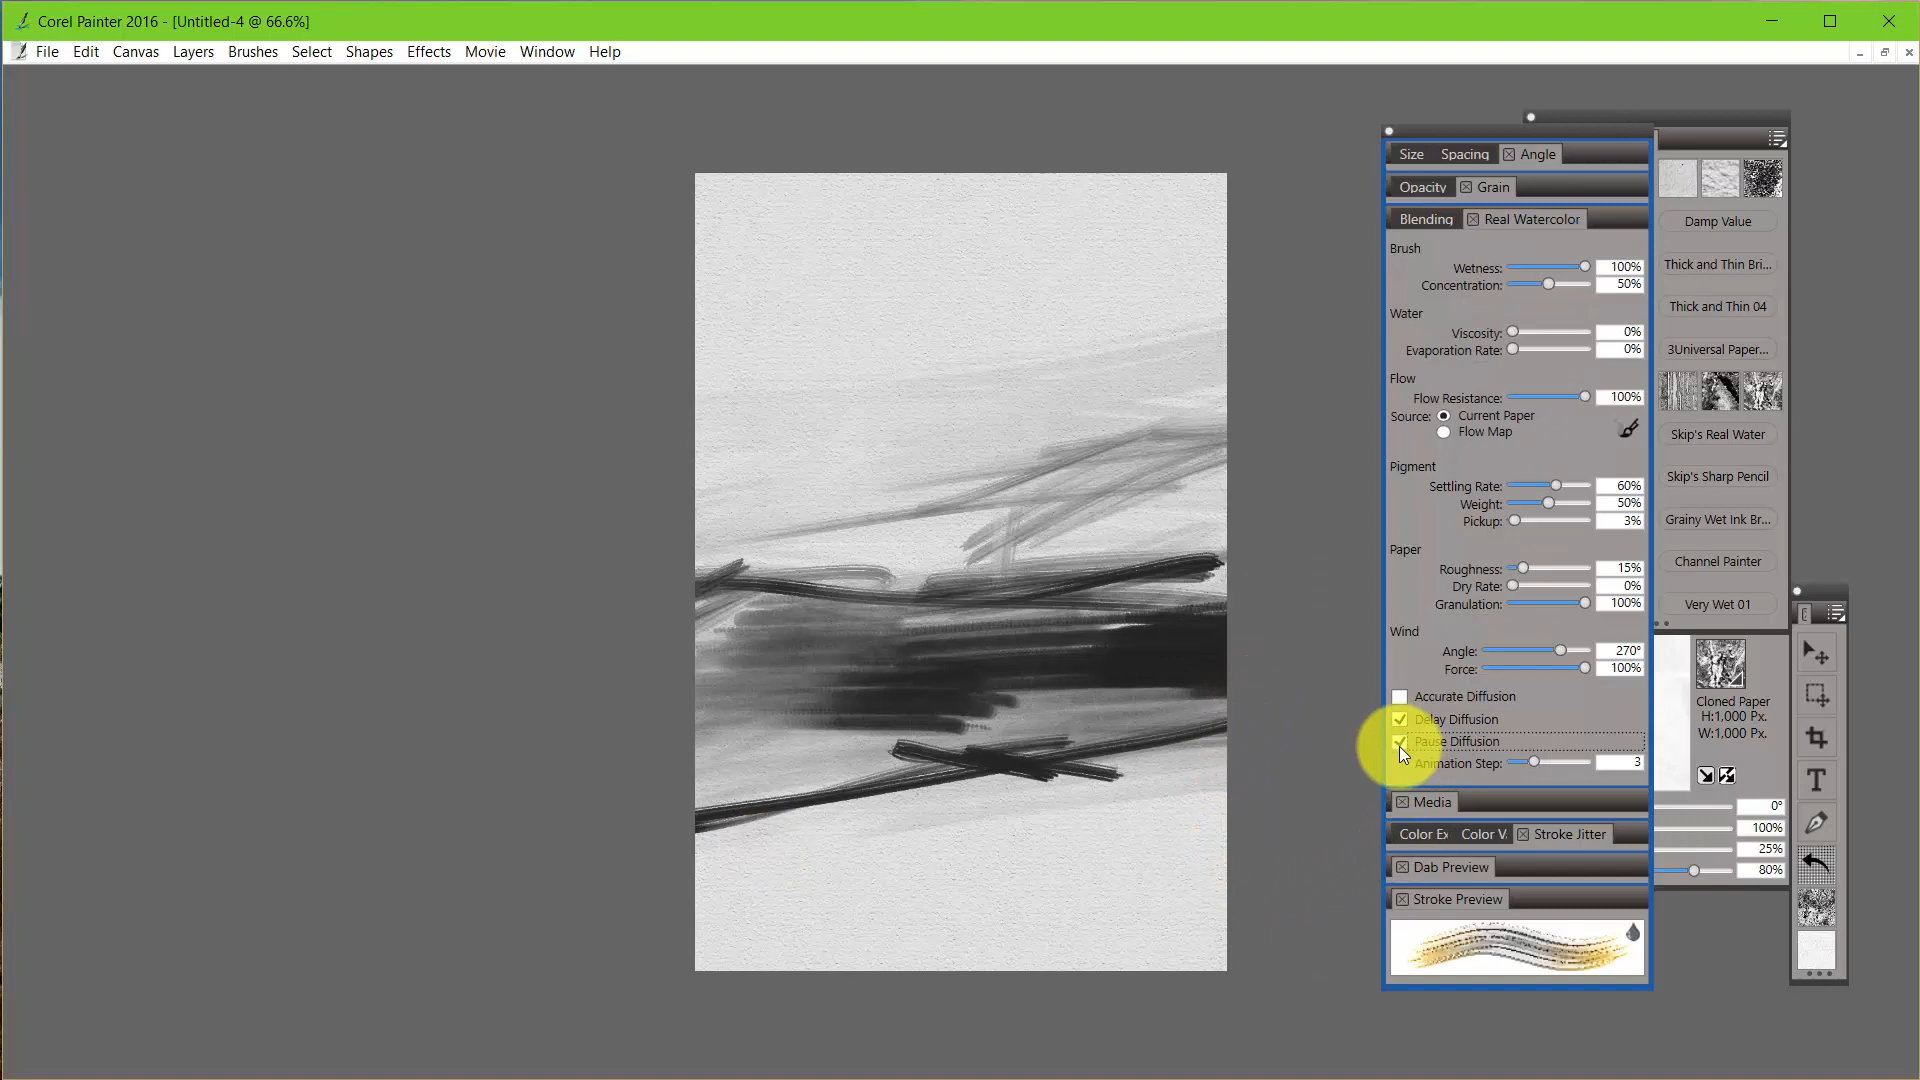 Corel Painter 2016 - [Untitled-4 @ 66.6%]
File Edit Canvas Layers Brushes Select Shapes Effects Movie Window Help
Size Spacing Angle
Opacity Grain
Blending Real Watercolor
Brush
Wetness: 100%
Concentration: 50%
Water
Viscosity: 0%
Evaporation Rate: 0%
Flow
Flow Resistance: 100%
Source: Current Paper
Flow Map
Pigment
Settling Rate: 60%
Weight: 50%
Pickup: 3%
Paper
Roughness: 15%
Dry Rate: 0%
Granulation: 100%
Wind
Angle: 270°
Force: 100%
Accurate Diffusion
Delay Diffusion
Pause Diffusion
Animation Step: 3
Media
Color Ex Color V. Stroke Jitter
Dab Preview
Stroke Preview
Damp Value
Thick and Thin Bri...
Thick and Thin 04
3Universal Paper...
Skip's Real Water
Skip's Sharp Pencil
Grainy Wet Ink Br...
Channel Painter
Very Wet 01
Cloned Paper
H:1,000 Px.
W:1,000 Px.
0°
100%
25%
80%